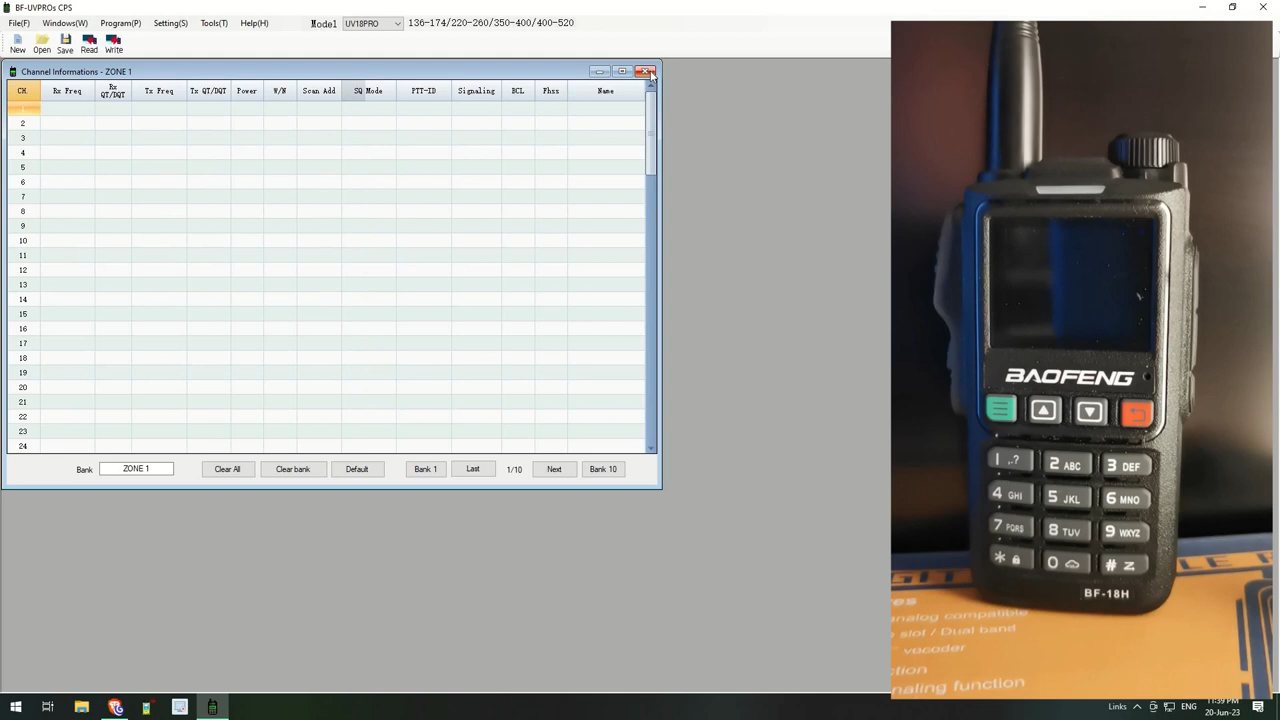 BF-UVPROs CPS
File(F) Windows(W) Program(P) Setting(S) Tools(T) Help(H) Model UV18PRO 136-174/220-260/350-400/400-520
New Open Save Read Write
Channel Informations - ZONE 1
CH Rx Freq Rx QT/DQT Tx Freq Tx QT/DQT Power W/N Scan Add SQ Mode PTT-ID Signaling BCL Fhss Name
1
2
3
4
5
6
7
8
9
10
11
12
13
14
15
16
17
18
19
20
21
22
23
24
Bank ZONE 1 Clear All Clear bank Default Bank 1 Last 1/10 Next Bank 10
BAOFENG
1 ,.? 2 ABC 3 DEF
4 GHI 5 JKL 6 MNO
7 PQRS 8 TUV 9 WXYZ
* 0 #
BF-18H
analog compatible
slot / Dual band
vocoder
naling function
Links ENG 11:39 PM
20-Jun-23